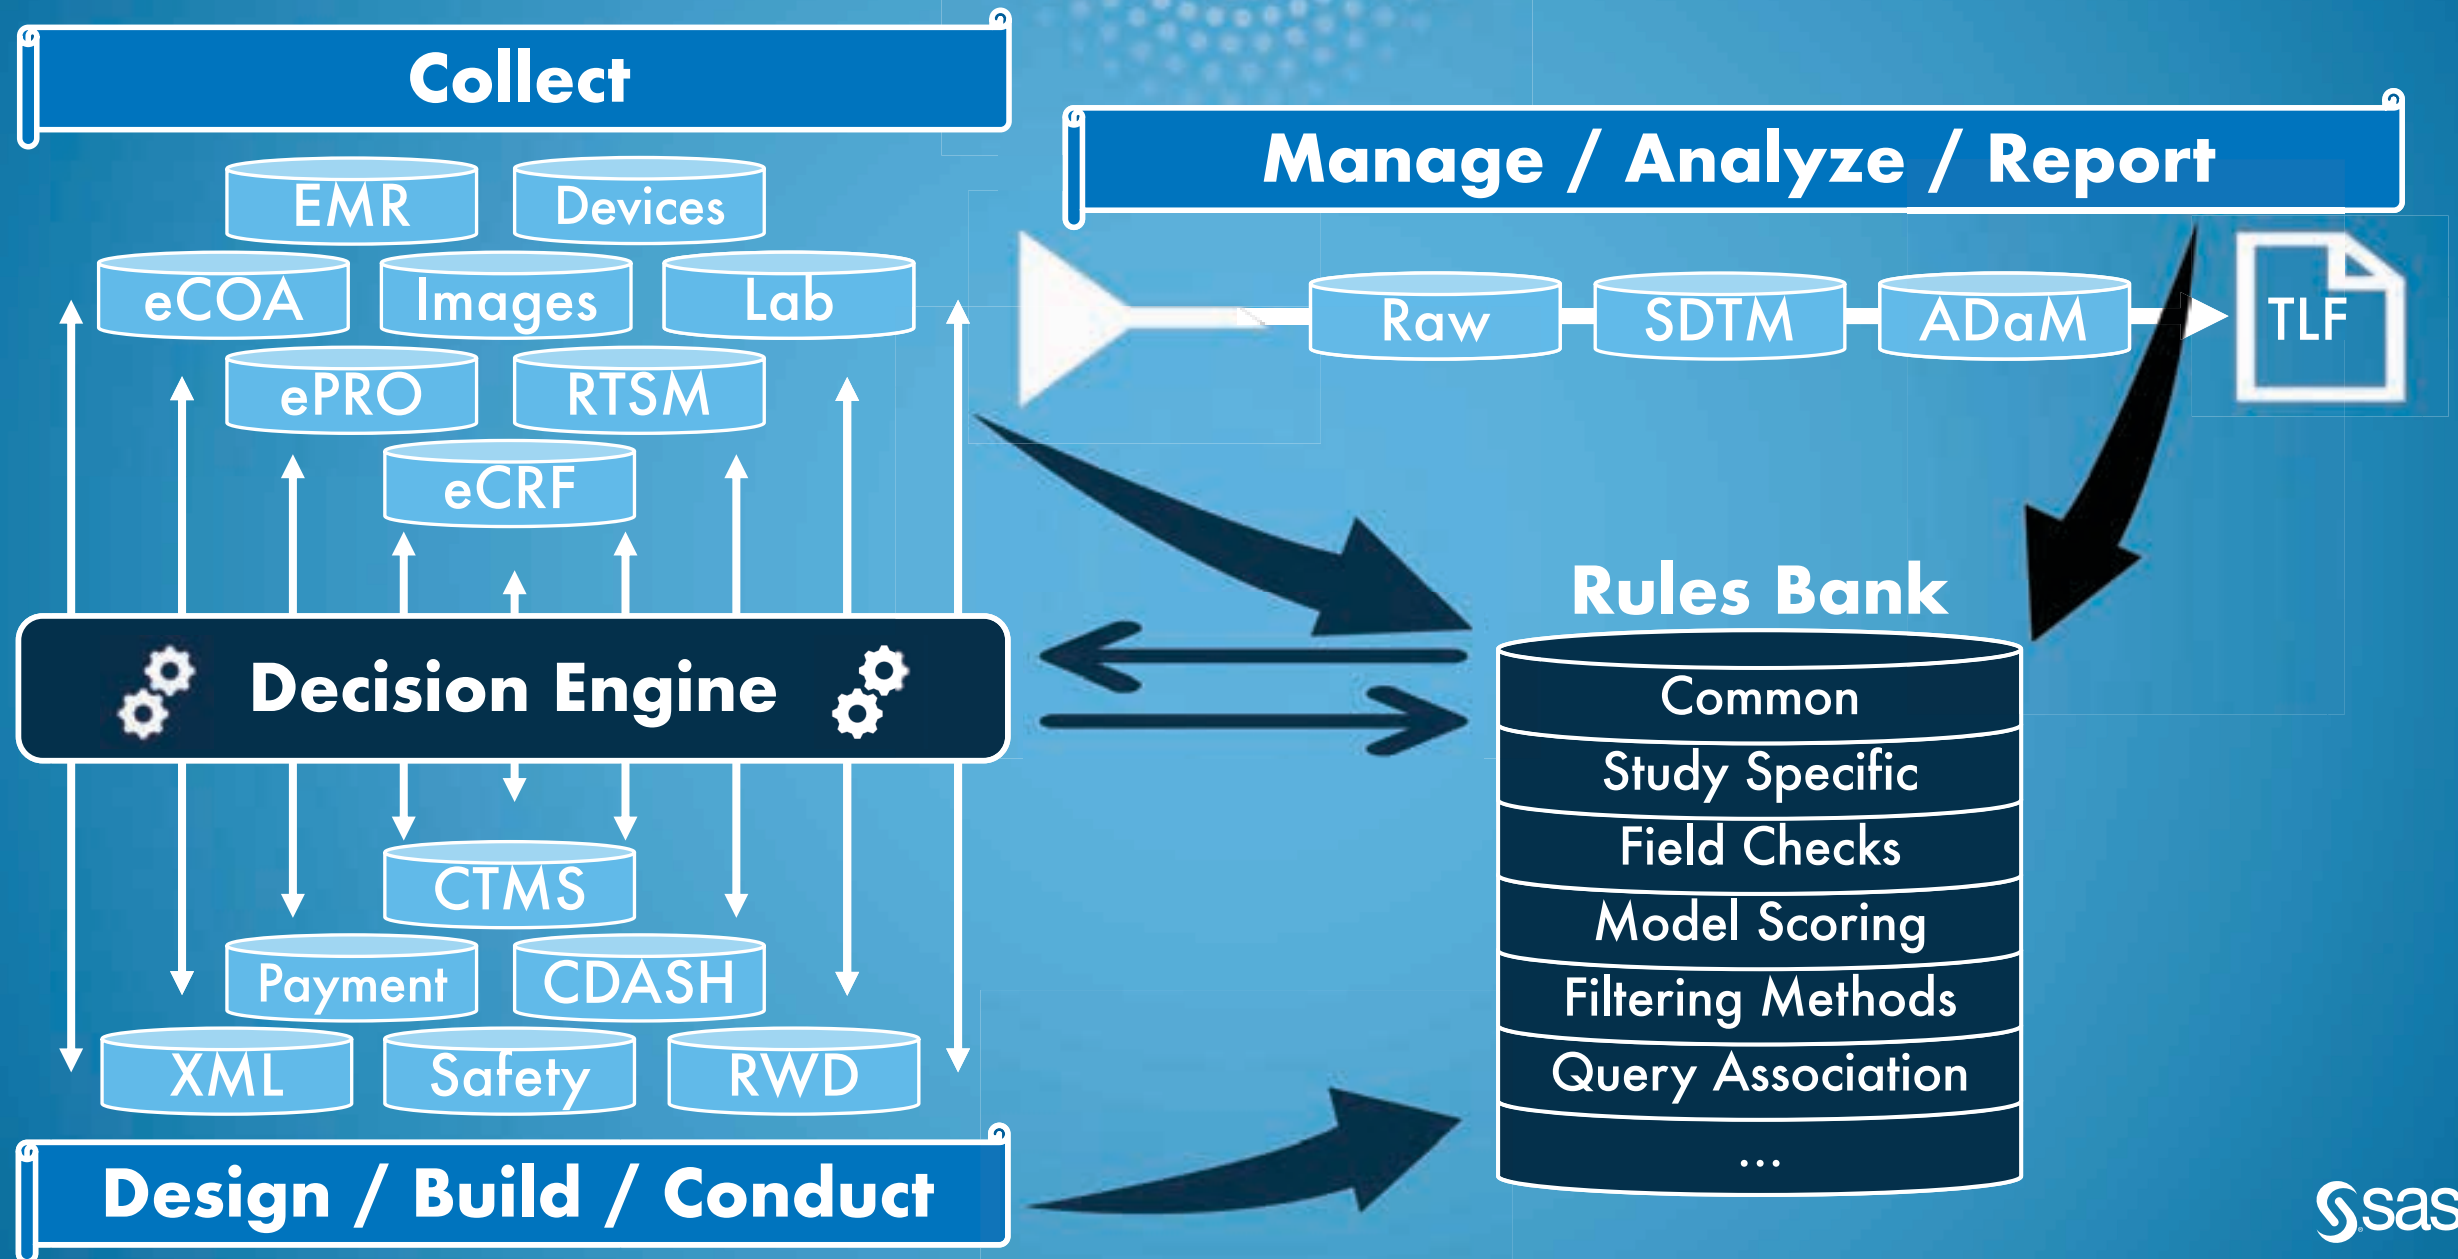 Collect
EMR
Devices
eCOA
Images
Lab
ePRO
RTSM
eCRF
Decision Engine
CTMS
Payment
CDASH
XML
Safety
RWD
Design / Build / Conduct
Manage / Analyze / Report
Raw
SDTM
ADaM
TLF
Rules Bank
Common
Study Specific
Field Checks
Model Scoring
Filtering Methods
Query Association
...
sas